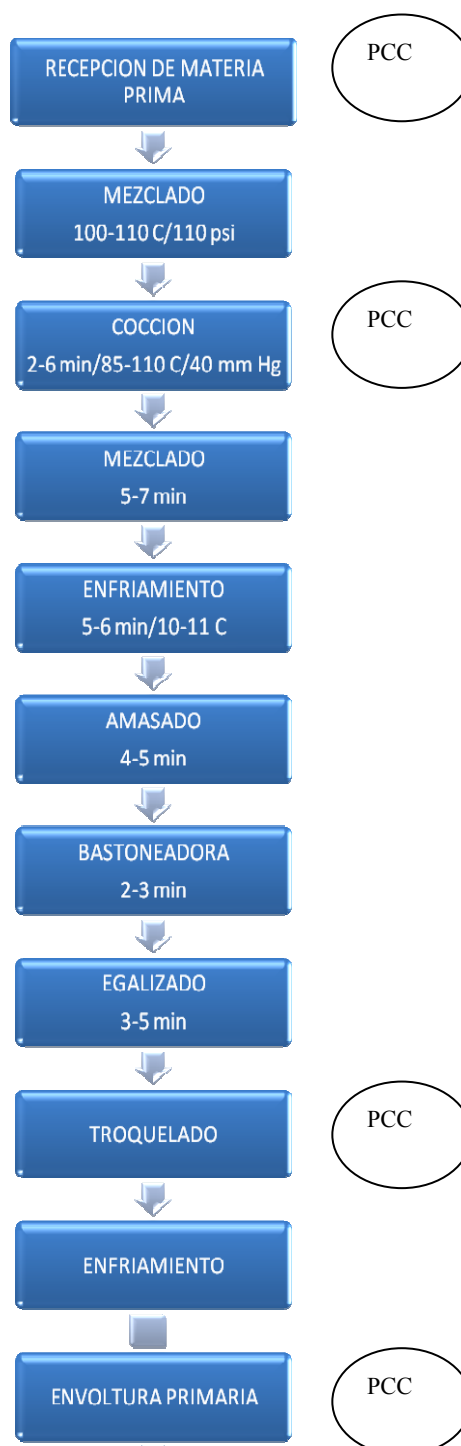 RECEPCION DE MATERIA
PRIMA
PCC
MEZCLADO
100-110 C/110 psi
COCCION
2-6 min/85-110 C/40 mm Hg
PCC
MEZCLADO
5-7 min
ENFRIAMIENTO
5-6 min/10-11 C
AMASADO
4-5 min
BASTONEADORA
2-3 min
EGALIZADO
3-5 min
TROQUELADO
PCC
ENFRIAMIENTO
ENVOLTURA PRIMARIA
PCC